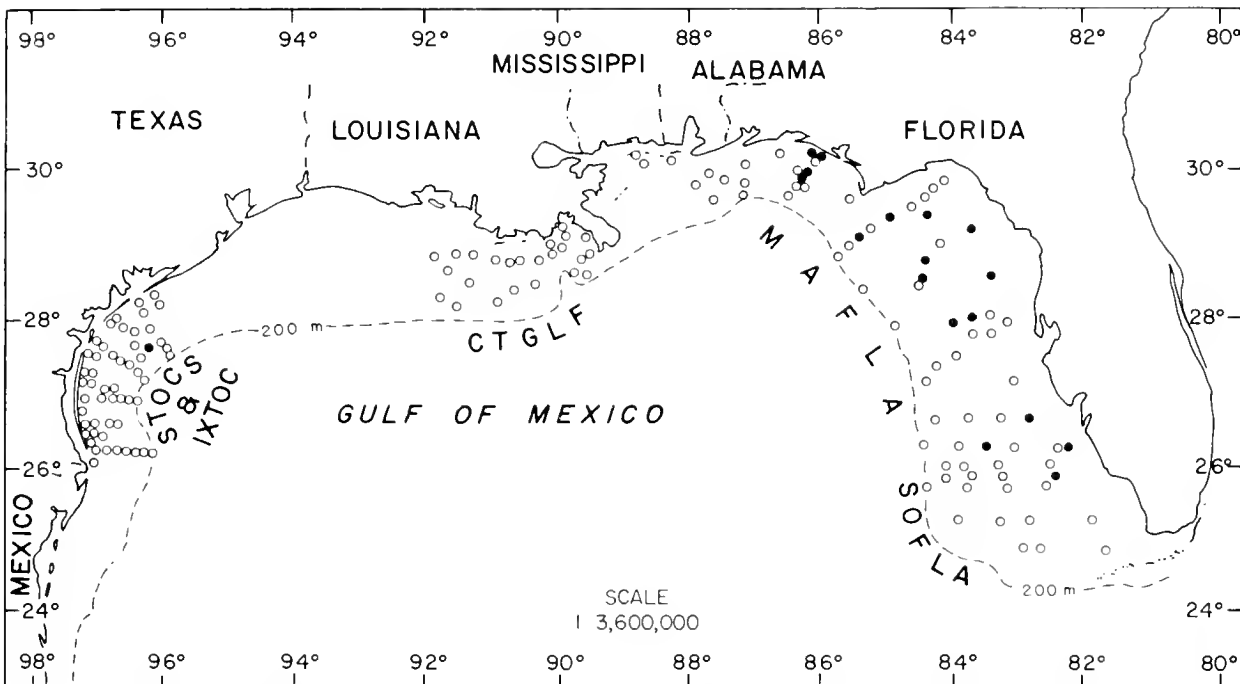 98° 96° 94° 92° 90° 88° 86° 84° 82° 80°
MISSISSIPPI ALABAMA
TEXAS LOUISIANA FLORIDA
30° 30°
MAFLA
28° 28°
200 m
CTGLF
STOCS
&
IXTOC
GULF OF MEXICO
26° 26°
SOFLA
MEXICO
200 m
24° 24°
SCALE
1 3,600,000
98° 96° 94° 92° 90° 88° 86° 84° 82° 80°